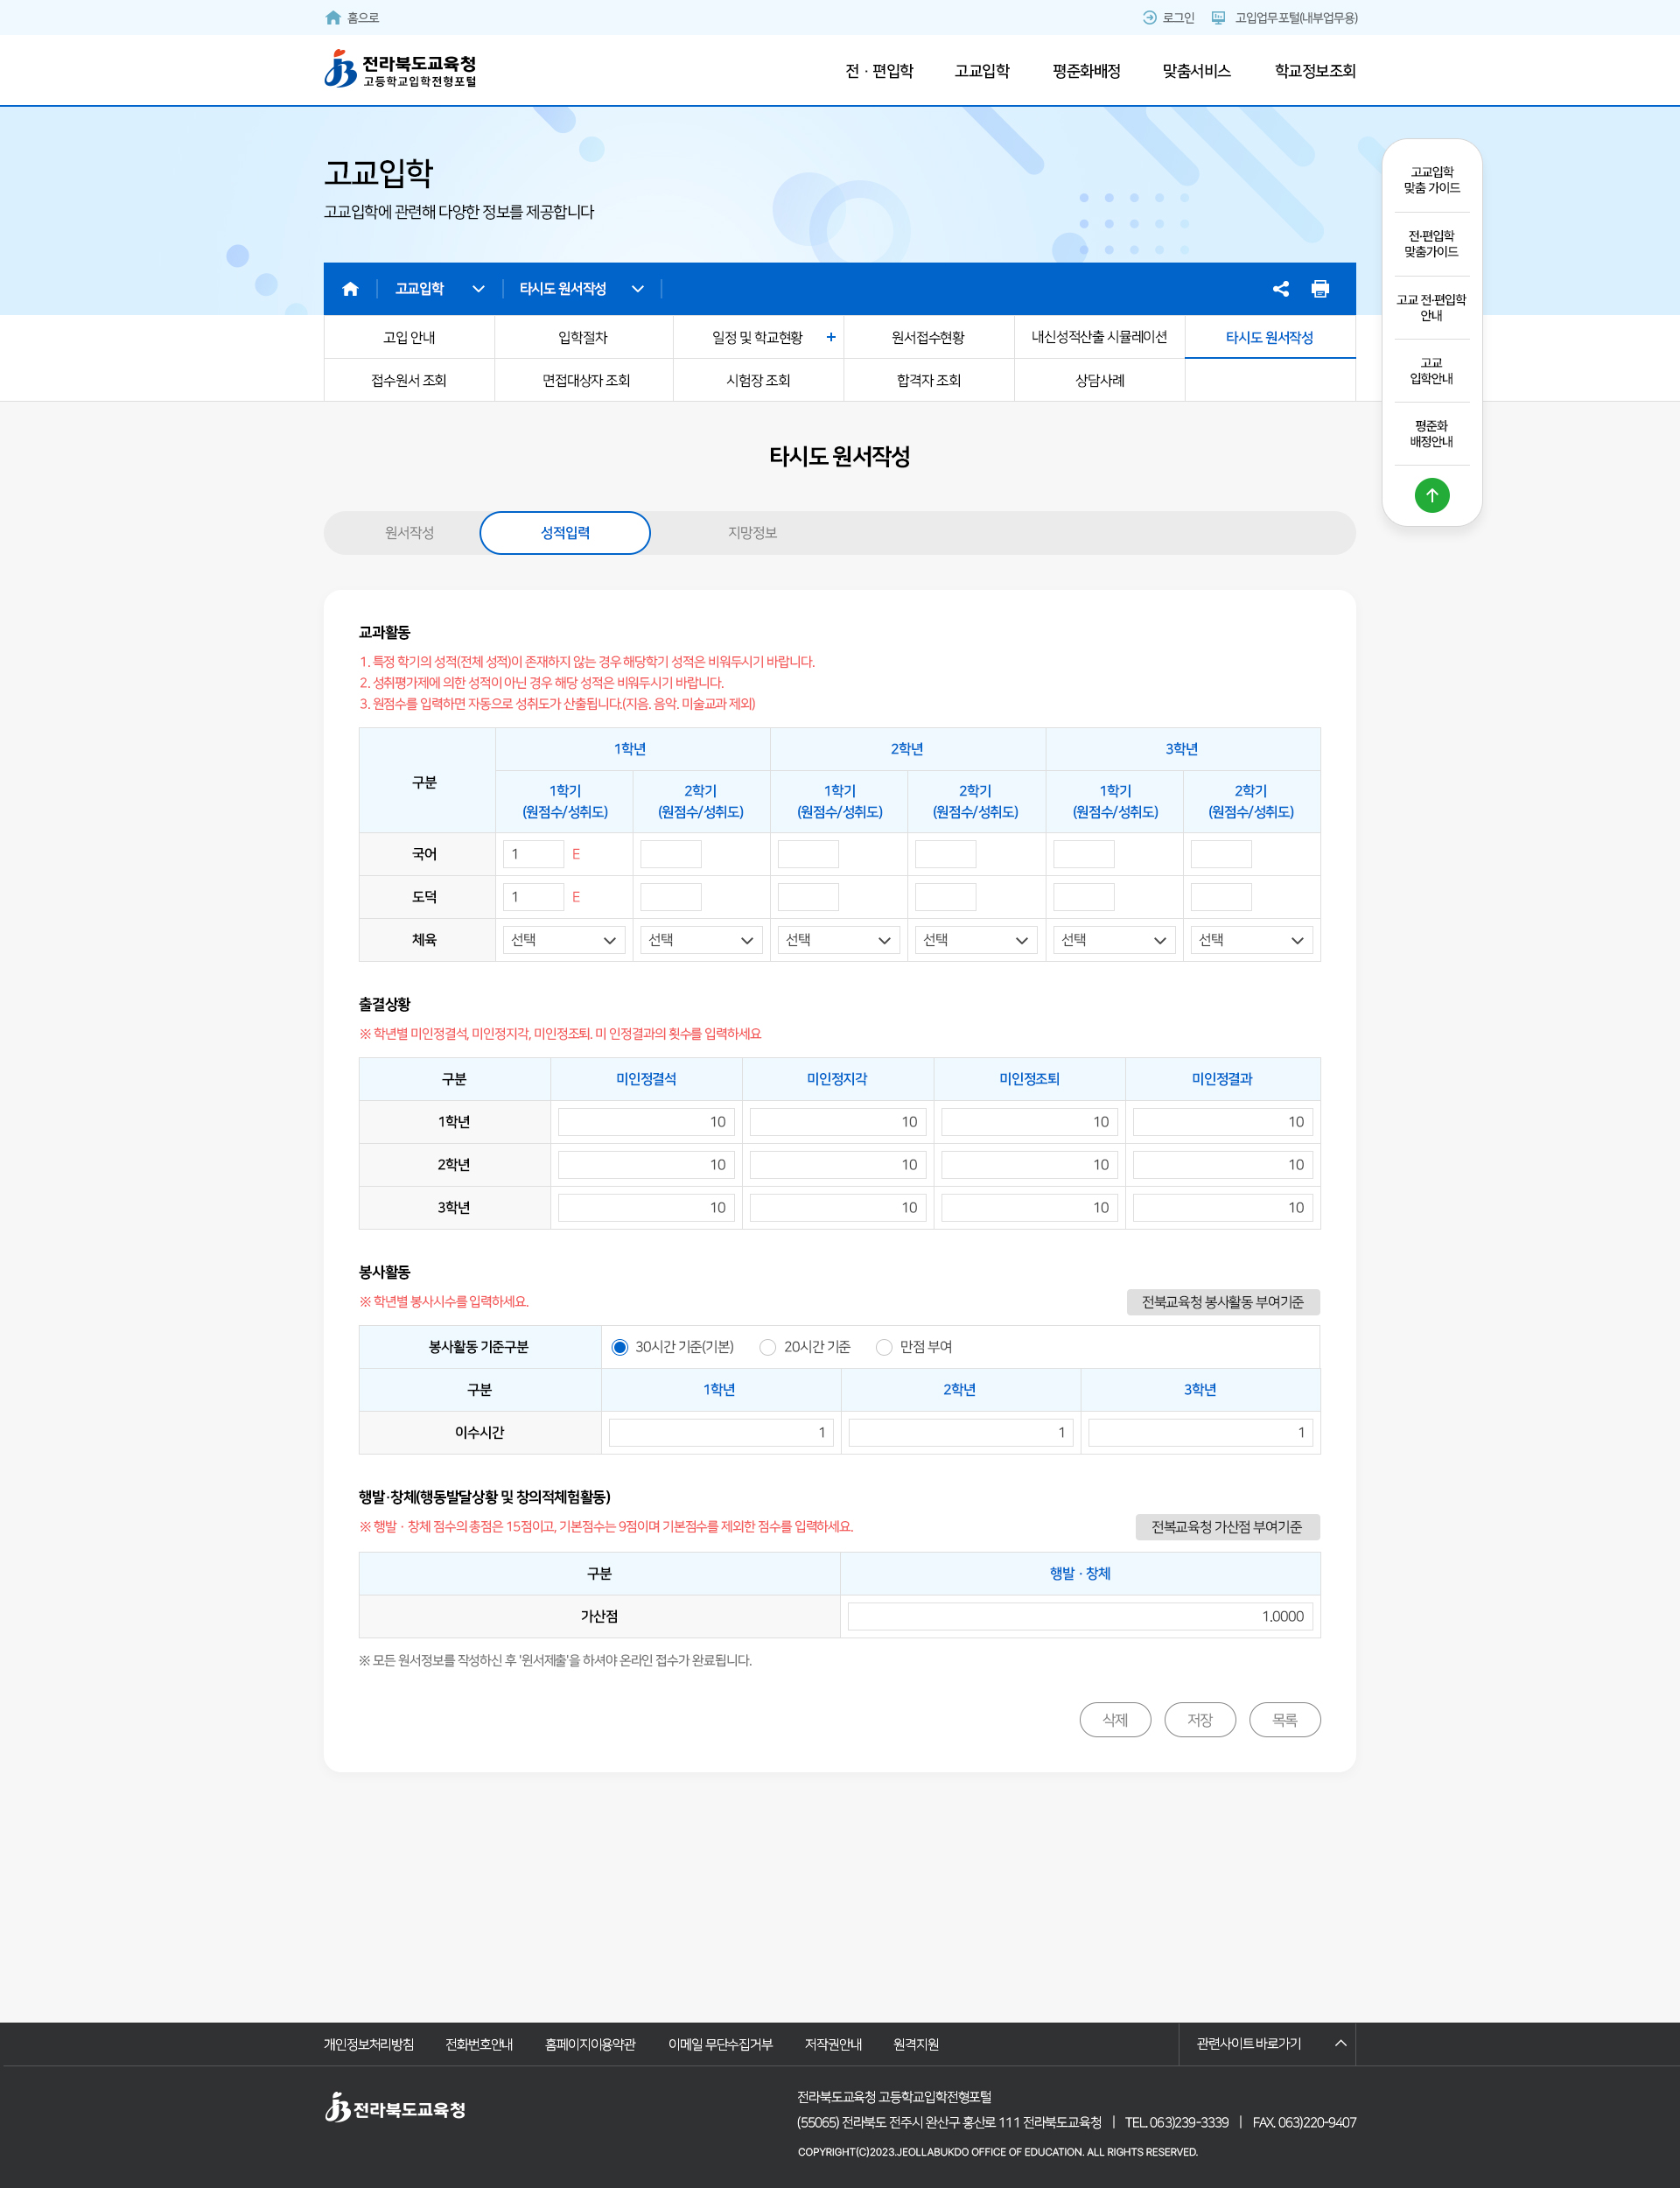 홈으로
로그인
고입업무포털(내부업무용)
전라북도교육청
고등학교입학전형포털
전 · 편입학
고교입학
평준화배정
맞춤서비스
학교정보조회
고교입학
고교입학에 관련해 다양한 정보를 제공합니다
고교입학
타시도 원서작성
고입 안내
입학절차
일정 및 학교현황
원서접수현황
내신성적산출 시뮬레이션
타시도 원서작성
접수원서 조회
면접대상자 조회
시험장 조회
합격자 조회
상담사례
고교입학
맞춤 가이드
전·편입학
맞춤가이드
고교 전·편입학
안내
고교
입학안내
평준화
배정안내
타시도 원서작성
원서작성
성적입력
지망정보
교과활동
1. 특정 학기의 성적(전체 성적)이 존재하지 않는 경우 해당학기 성적은 비워두시기 바랍니다.
2. 성취평가제에 의한 성적이 아닌 경우 해당 성적은 비워두시기 바랍니다.
3. 원점수를 입력하면 자동으로 성취도가 산출됩니다.(지음. 음악. 미술교과 제외)
구분 1학년 2학년 3학년
1학기 2학기 1학기 2학기 1학기 2학기
(원점수/성취도) (원점수/성취도) (원점수/성취도) (원점수/성취도) (원점수/성취도) (원점수/성취도)
국어 1 E
도덕 1 E
체육 선택 선택 선택 선택 선택 선택
출결상황
※ 학년별 미인정결석, 미인정지각, 미인정조퇴. 미 인정결과의 횟수를 입력하세요
구분 미인정결석 미인정지각 미인정조퇴 미인정결과
1학년 10 10 10 10
2학년 10 10 10 10
3학년 10 10 10 10
봉사활동
※ 학년별 봉사시수를 입력하세요.
전북교육청 봉사활동 부여기준
봉사활동 기준구분 30시간 기준(기본) 20시간 기준 만점 부여
구분 1학년 2학년 3학년
이수시간 1 1 1
행발·창체(행동발달상황 및 창의적체험활동)
※ 행발 · 창체 점수의 총점은 15점이고, 기본점수는 9점이며 기본점수를 제외한 점수를 입력하세요.
전복교육청 가산점 부여기준
구분 행발 · 창체
가산점 1.0000
※ 모든 원서정보를 작성하신 후 '원서제출'을 하셔야 온라인 접수가 완료됩니다.
삭제
저장
목록
개인정보처리방침
전화번호안내
홈페이지이용약관
이메일 무단수집거부
저작권안내
원격지원
관련사이트 바로가기
전라북도교육청
전라북도교육청 고등학교입학전형포털
(55065) 전라북도 전주시 완산구 홍산로 111 전라북도교육청 | TEL. 063)239-3339 | FAX. 063)220-9407
COPYRIGHT(C)2023.JEOLLABUKDO OFFICE OF EDUCATION. ALL RIGHTS RESERVED.